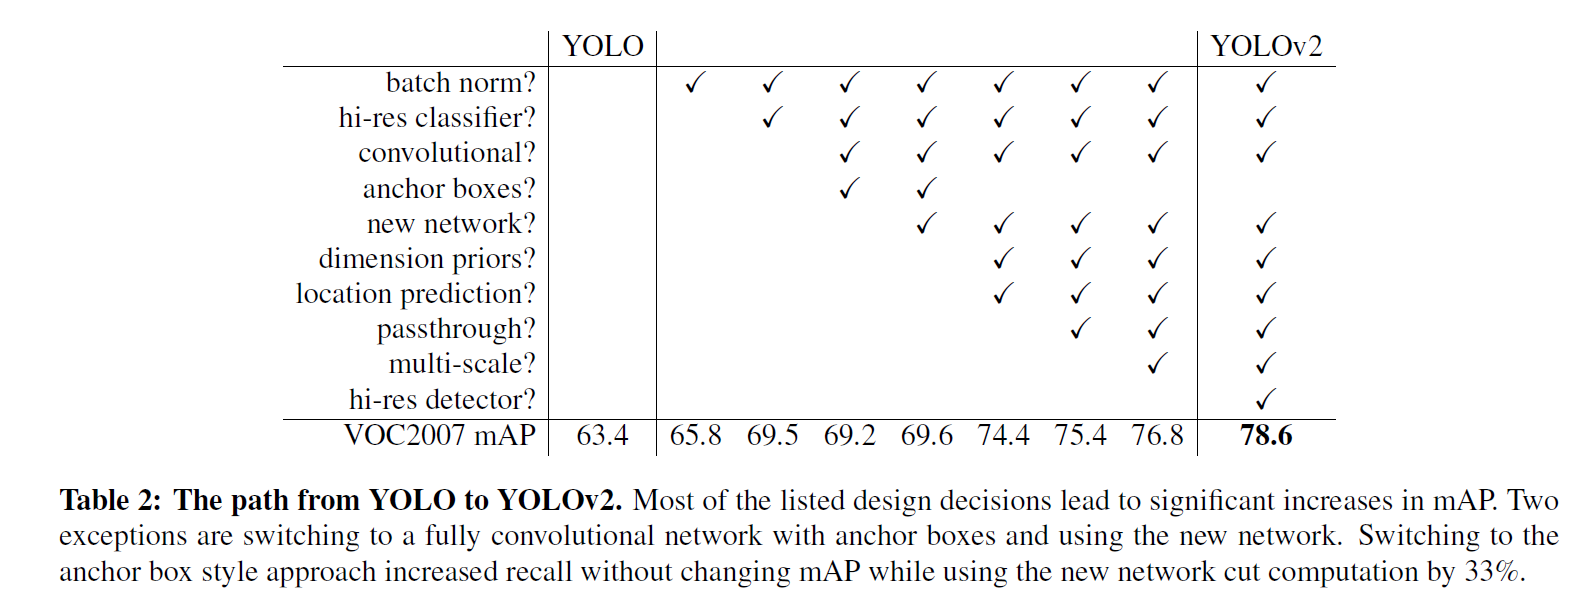 YOLO YOLOv2
batch norm? ✓ ✓ ✓ ✓ ✓ ✓ ✓ ✓
hi-res classifier? ✓ ✓ ✓ ✓ ✓ ✓ ✓
convolutional? ✓ ✓ ✓ ✓ ✓ ✓
anchor boxes? ✓ ✓
new network? ✓ ✓ ✓ ✓ ✓
dimension priors? ✓ ✓ ✓ ✓
location prediction? ✓ ✓ ✓ ✓
passthrough? ✓ ✓ ✓
multi-scale? ✓ ✓
hi-res detector? ✓
VOC2007 mAP 63.4 65.8 69.5 69.2 69.6 74.4 75.4 76.8 78.6
Table 2: The path from YOLO to YOLOv2. Most of the listed design decisions lead to significant increases in mAP. Two
exceptions are switching to a fully convolutional network with anchor boxes and using the new network. Switching to the
anchor box style approach increased recall without changing mAP while using the new network cut computation by 33%.